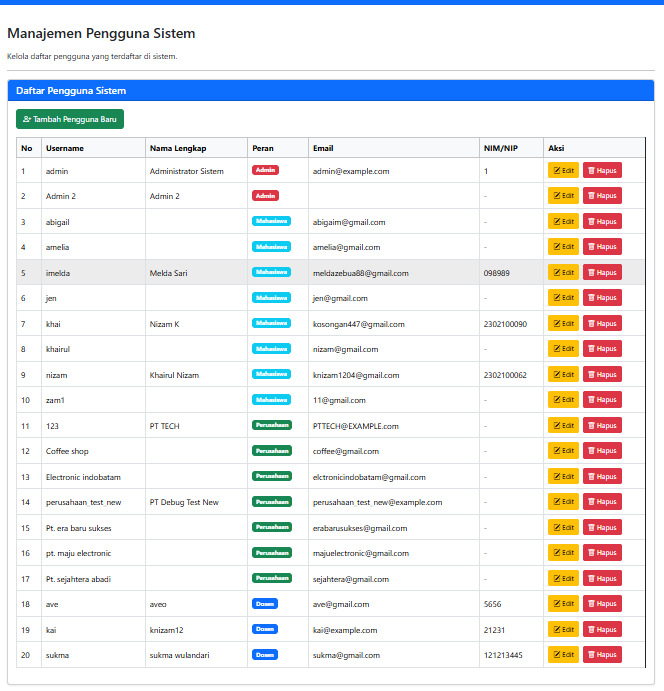 Manajemen Pengguna Sistem
Kelola daftar pengguna yang terdaftar di sistem.
Daftar Pengguna Sistem
Tambah Pengguna Baru
No Username Nama Lengkap Peran Email NIM/NIP Aksi
1 admin Administrator Sistem Admin admin@example.com 1 Edit Hapus
2 Admin 2 Admin 2 Admin - Edit Hapus
3 abigail Mahasiswa abigaim@gmail.com - Edit Hapus
4 amelia Mahasiswa amelia@gmail.com - Edit Hapus
5 imelda Melda Sari Mahasiswa meldazebua88@gmail.com 098989 Edit Hapus
6 jen Mahasiswa jen@gmail.com - Edit Hapus
7 khai Nizam K Mahasiswa kosongan447@gmail.com 2302100090 Edit Hapus
8 khairul Mahasiswa nizam@gmail.com - Edit Hapus
9 nizam Khairul Nizam Mahasiswa knizam1204@gmail.com 2302100062 Edit Hapus
10 zam1 Mahasiswa 11@gmail.com - Edit Hapus
11 123 PT TECH Perusahaan PTTECH@EXAMPLE.com - Edit Hapus
12 Coffee shop Perusahaan coffee@gmail.com - Edit Hapus
13 Electronic indobatam Perusahaan elctronicindobatam@gmail.com - Edit Hapus
14 perusahaan_test_new PT Debug Test New Perusahaan perusahaan_test_new@example.com - Edit Hapus
15 Pt. era baru sukses Perusahaan erabarusukses@gmail.com - Edit Hapus
16 pt. maju electronic Perusahaan majuelectronic@gmail.com - Edit Hapus
17 Pt. sejahtera abadi Perusahaan sejahtera@gmail.com - Edit Hapus
18 ave aveo Dosen ave@gmail.com 5656 Edit Hapus
19 kai knizam12 Dosen kai@example.com 21231 Edit Hapus
20 sukma sukma wulandari Dosen sukma@gmail.com 121213445 Edit Hapus